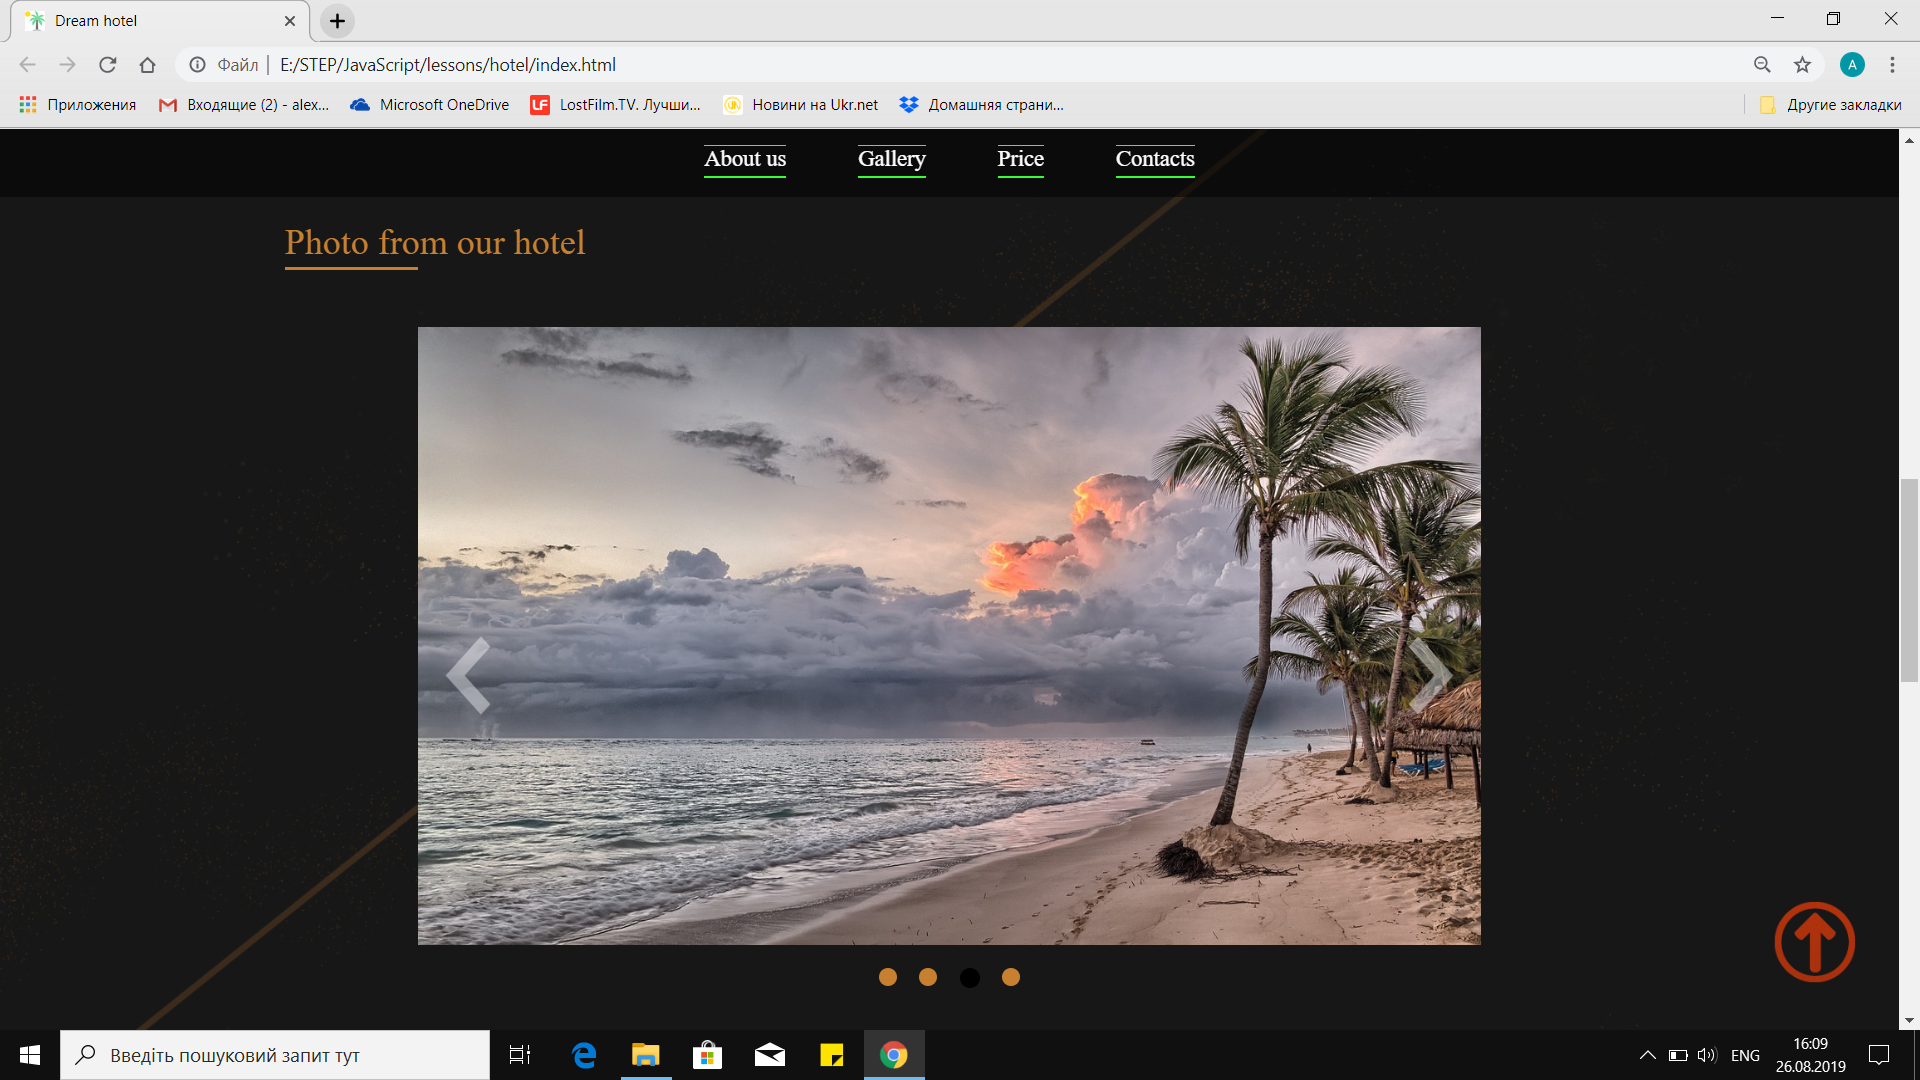 Dream hotel
Файл | E:/STEP/JavaScript/lessons/hotel/index.html
A
Приложения
Входящие (2) - alex...
Microsoft OneDrive
LF
LostFilm.TV. Лучши...
Новини на Ukr.net
Домашняя страни...
Другие закладки
About us
Gallery
Price
Contacts
Photo from our hotel
Введіть пошуковий запит тут
ENG
16:09
26.08.2019